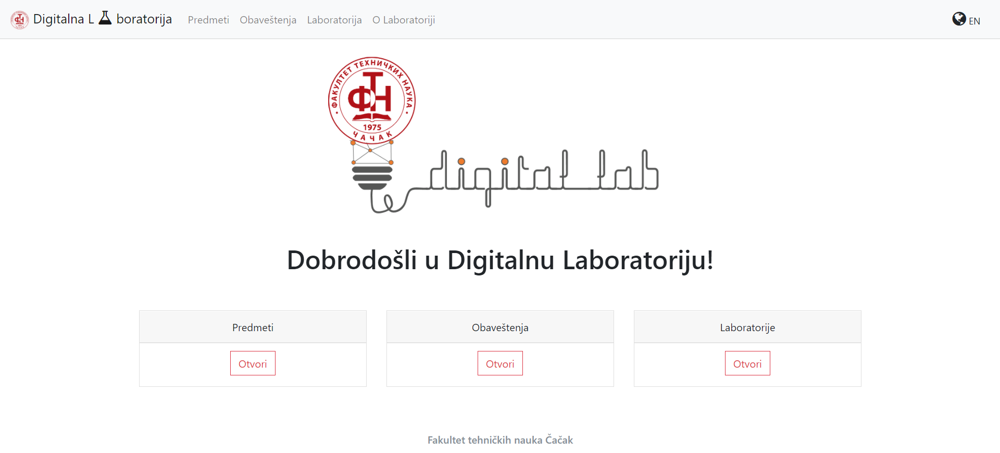 Digitalna L boratorija Predmeti Obaveštenja Laboratorija O Laboratoriji EN
ФАКУЛТЕТ ТЕХНИЧКИХ НАУКА
ФТН
1975
ЧАЧАК
digital lab
Dobrodošli u Digitalnu Laboratoriju!
Predmeti Obaveštenja Laboratorije
Otvori Otvori Otvori
Fakultet tehničkih nauka Čačak